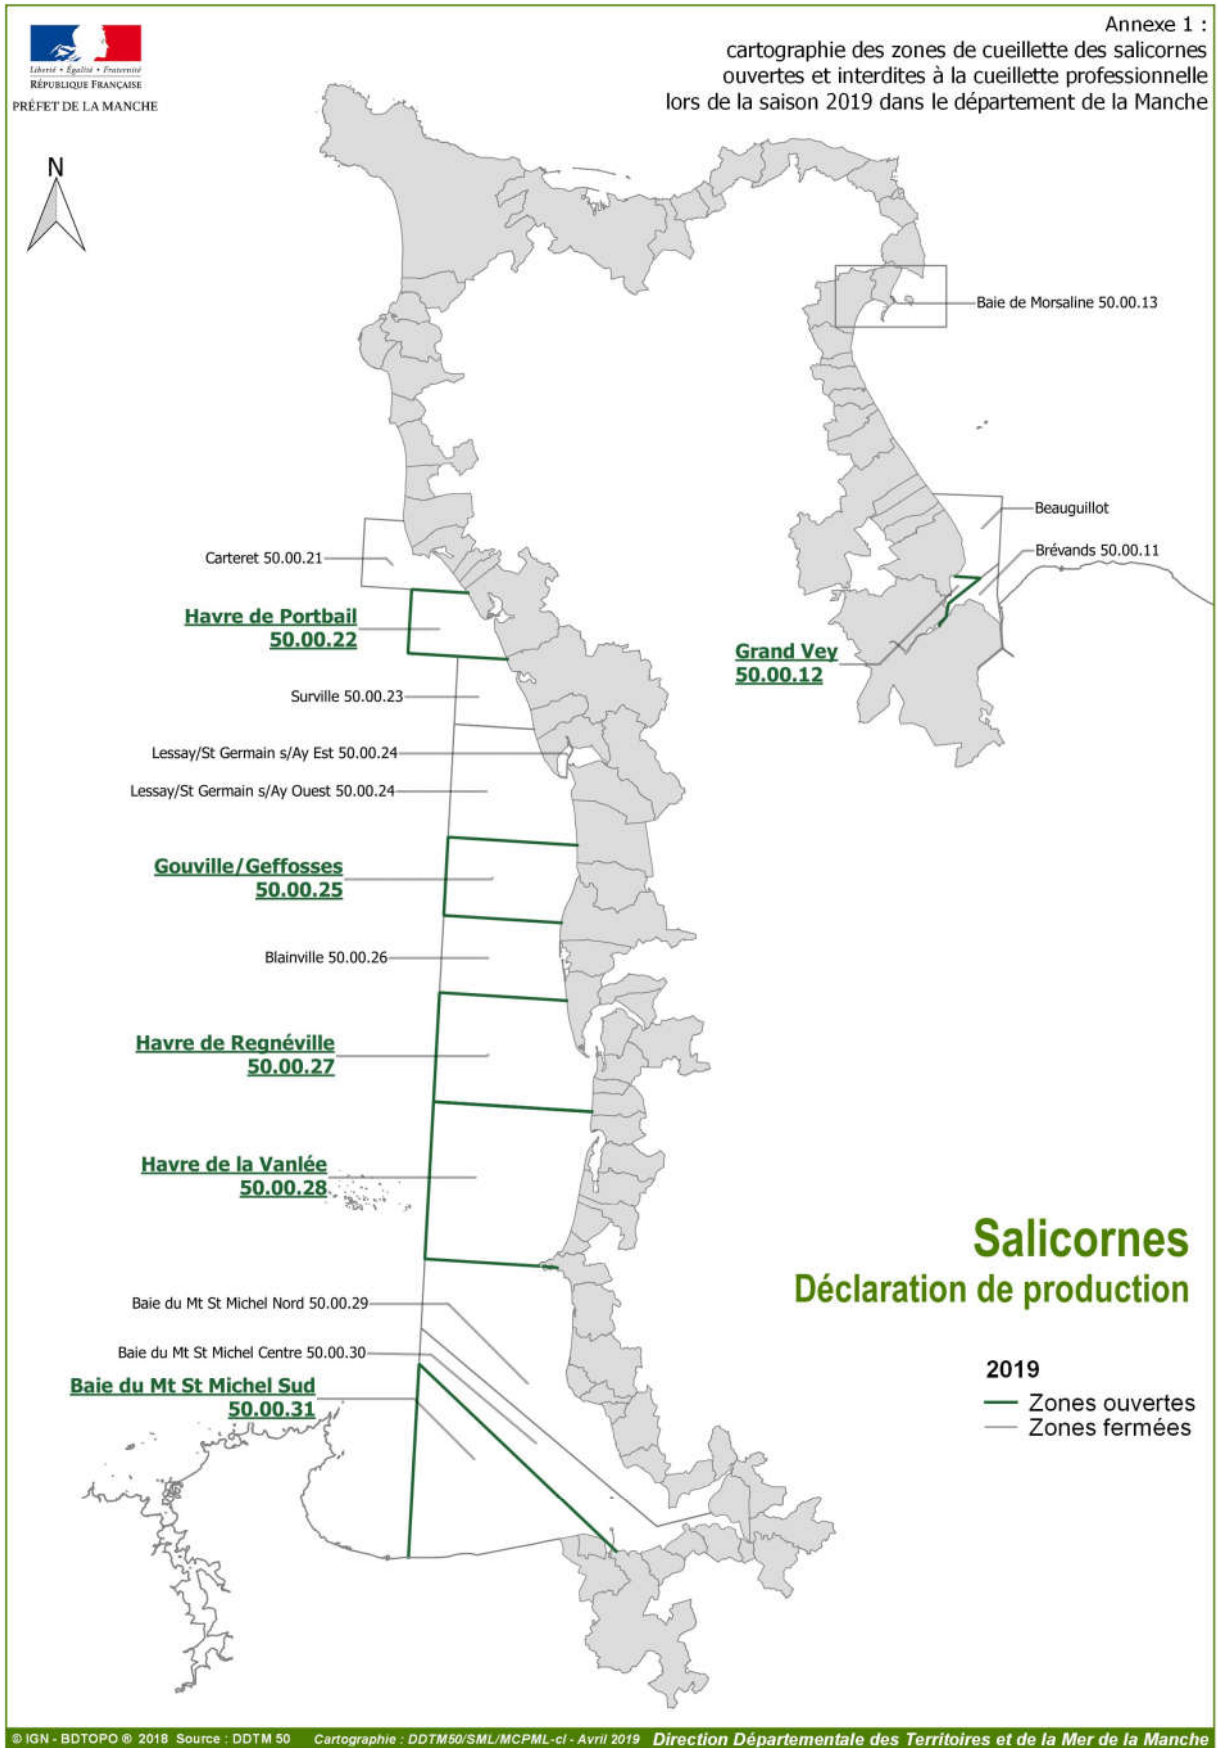 Annexe 1 :
cartographie des zones de cueillette des salicornes
ouvertes et interdites à la cueillette professionnelle
lors de la saison 2019 dans le département de la Manche
Liberté • Égalité • Fraternité
RÉPUBLIQUE FRANÇAISE
PRÉFET DE LA MANCHE
N
Baie de Morsaline 50.00.13
Beauguillot
Brévands 50.00.11
Carteret 50.00.21
Havre de Portbail
50.00.22
Grand Vey
50.00.12
Surville 50.00.23
Lessay/St Germain s/Ay Est 50.00.24
Lessay/St Germain s/Ay Ouest 50.00.24
Gouville/Geffosses
50.00.25
Blainville 50.00.26
Havre de Regnéville
50.00.27
Havre de la Vanlée
50.00.28
Baie du Mt St Michel Nord 50.00.29
Baie du Mt St Michel Centre 50.00.30
Baie du Mt St Michel Sud
50.00.31
Salicornes
Déclaration de production
2019
Zones ouvertes
Zones fermées
© IGN - BDTOPO ® 2018 Source : DDTM 50 Cartographie : DDTM50/SML/MCPML-cl - Avril 2019 Direction Départementale des Territoires et de la Mer de la Manche